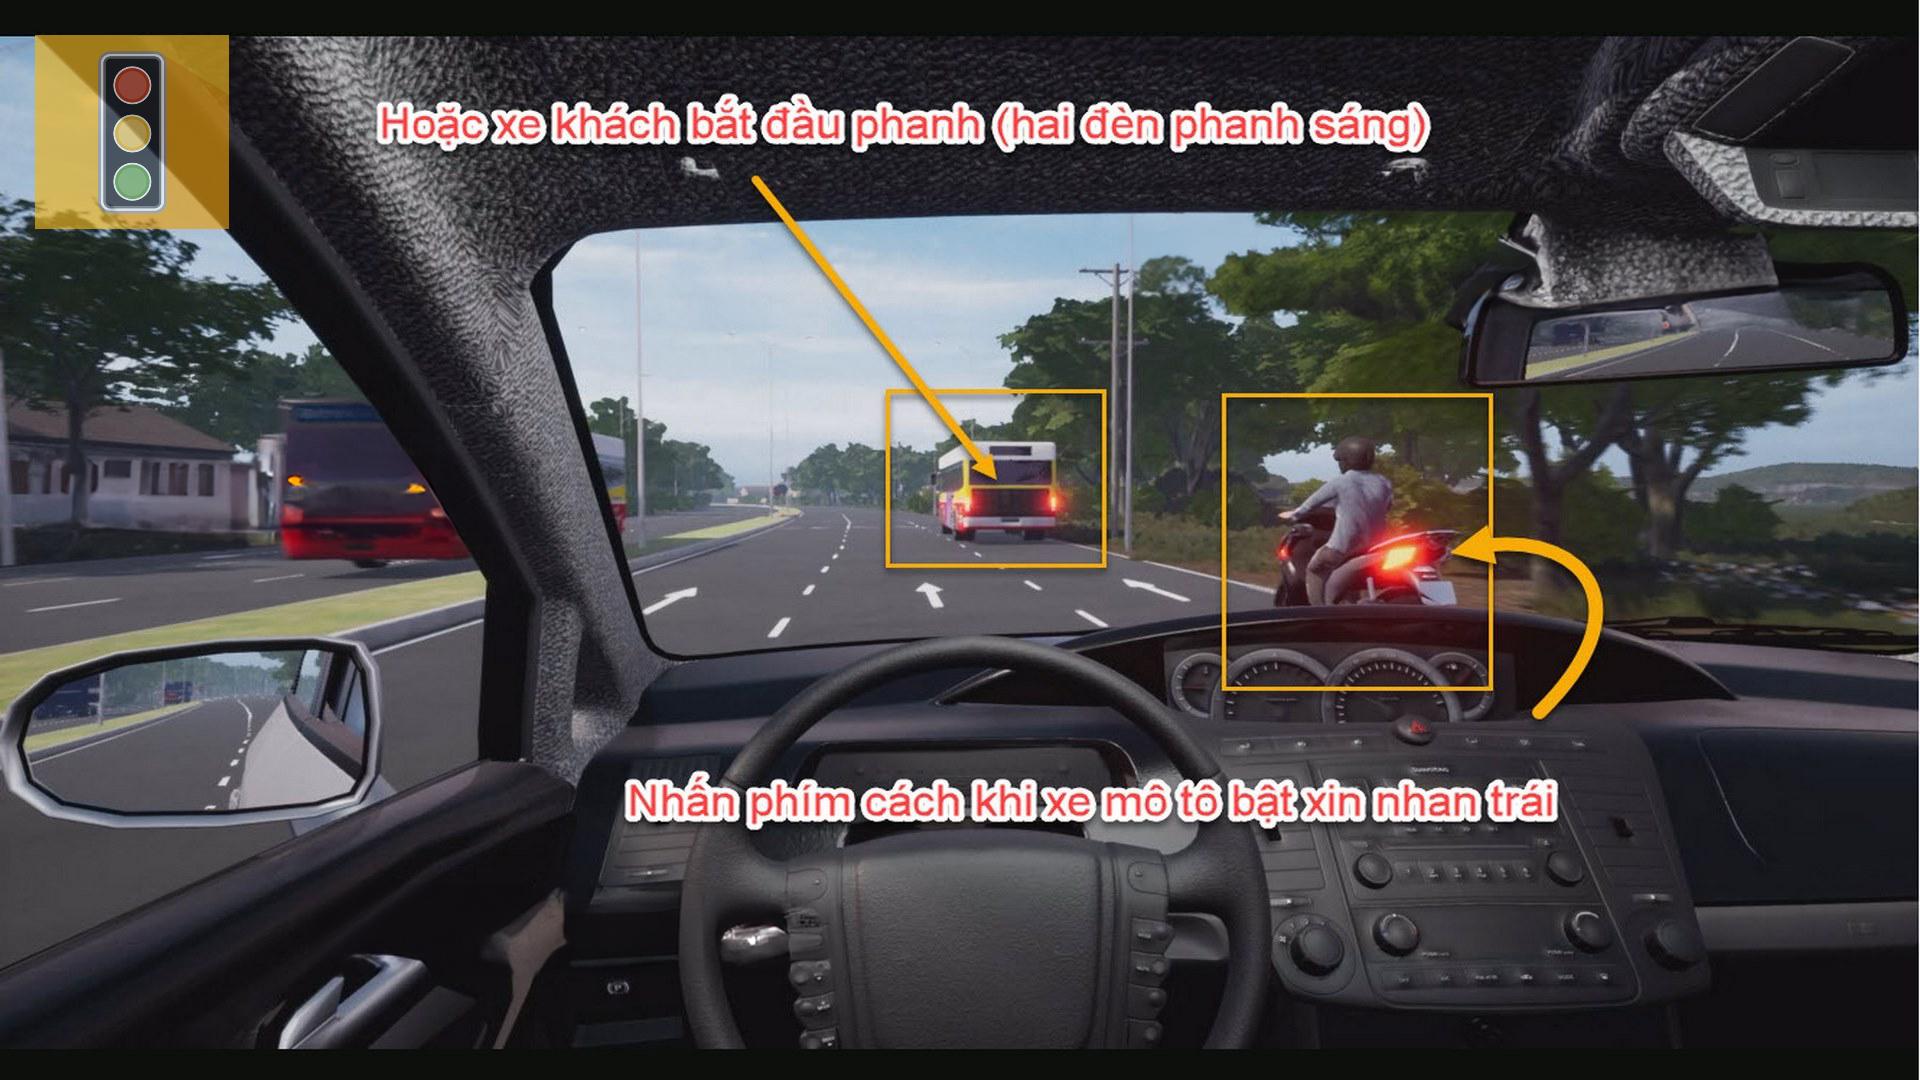 Hoặc xe khách bắt đầu phanh (hai đèn phanh sáng)
Nhấn phím cách khi xe mô tô bật xin nhan trái